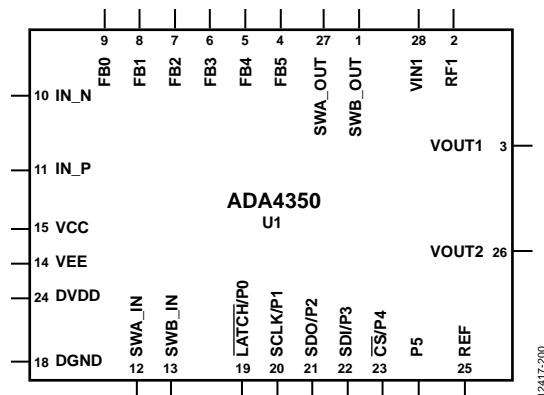 9 8 7 6 5 4 27 1 28 2
FB0 FB1 FB2 FB3 FB4 FB5 SWA_OUT SWB_OUT VIN1 RF1
10 IN_N
VOUT1 3
11 IN_P
ADA4350
U1
15 VCC
VOUT2 26
14 VEE
24 DVDD
18 DGND
SWA_IN SWB_IN LATCH/P0 SCLK/P1 SDO/P2 SDI/P3 CS/P4 P5 REF
12 13 19 20 21 22 23 25
12417-200